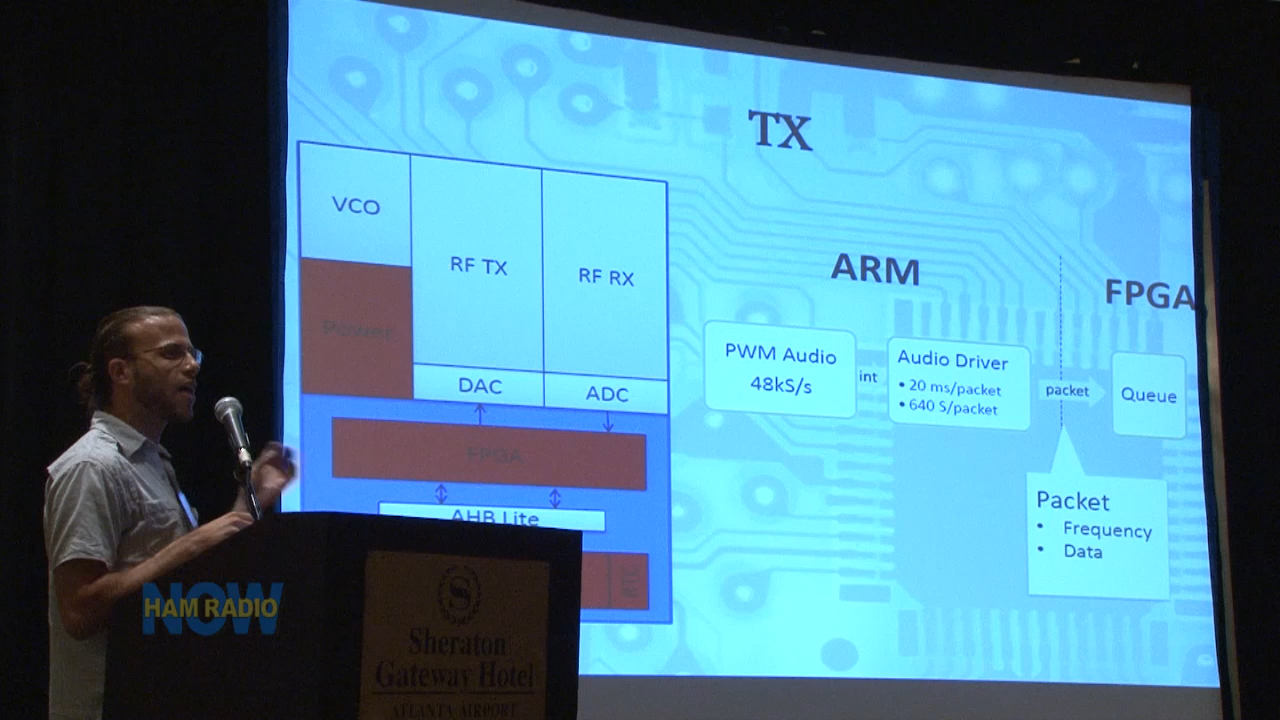 TX
VCO
RF TX
RF RX
Power
DAC
ADC
FPGA
AHB Lite
ARM
FPGA
PWM Audio
48kS/s
int
Audio Driver
• 20 ms/packet
• 640 S/packet
packet
Queue
Packet
• Frequency
• Data
HAM RADIO
NOW
S
Sheraton
Gateway Hotel
ATLANTA AIRPORT